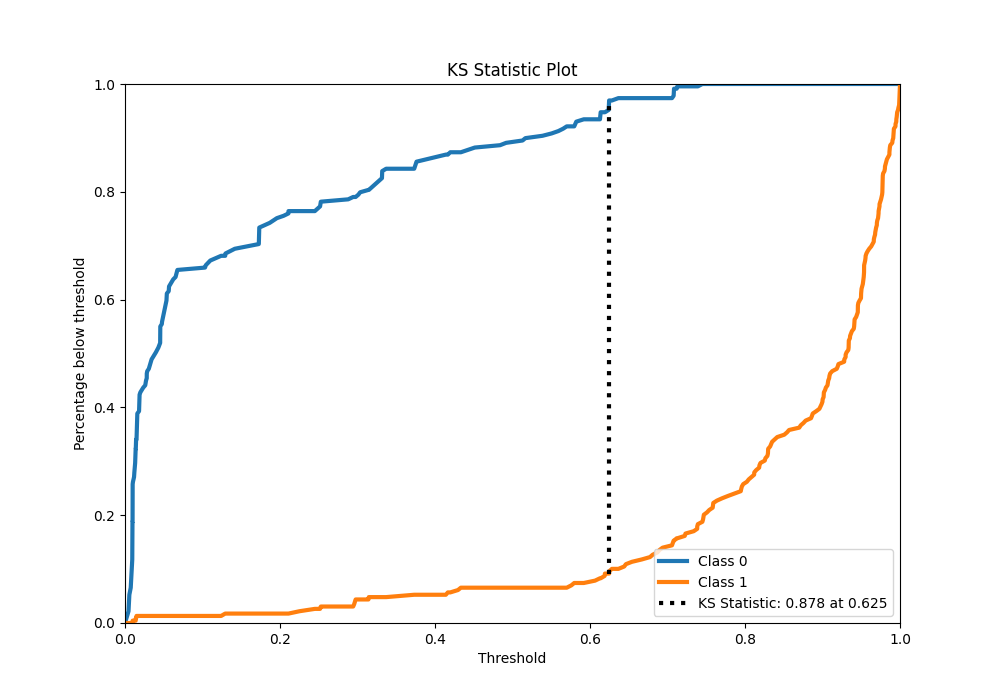 KS Statistic Plot
1.0
0.8
0.6
0.4
0.2
0.0
Percentage below threshold
0.0 0.2 0.4 0.6 0.8 1.0
Threshold
Class 0
Class 1
KS Statistic: 0.878 at 0.625